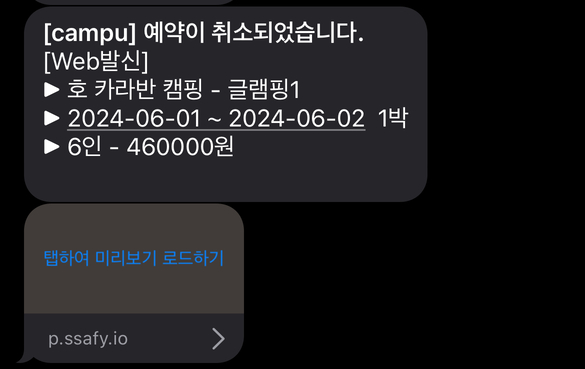 [campu] 예약이 취소되었습니다.
[Web발신]
▶ 호 카라반 캠핑 - 글램핑1
▶ 2024-06-01 ~ 2024-06-02 1박
▶ 6인 - 460000원
탭하여 미리보기 로드하기
p.ssafy.io